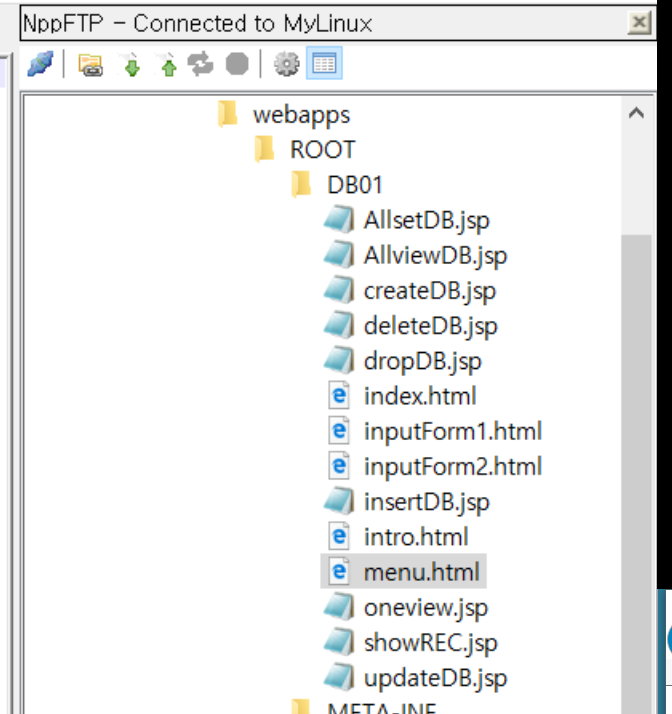 NppFTP - Connected to MyLinux
webapps
ROOT
DB01
AllsetDB.jsp
AllviewDB.jsp
createDB.jsp
deleteDB.jsp
dropDB.jsp
index.html
inputForm1.html
inputForm2.html
insertDB.jsp
intro.html
menu.html
oneview.jsp
showREC.jsp
updateDB.jsp
META-INF